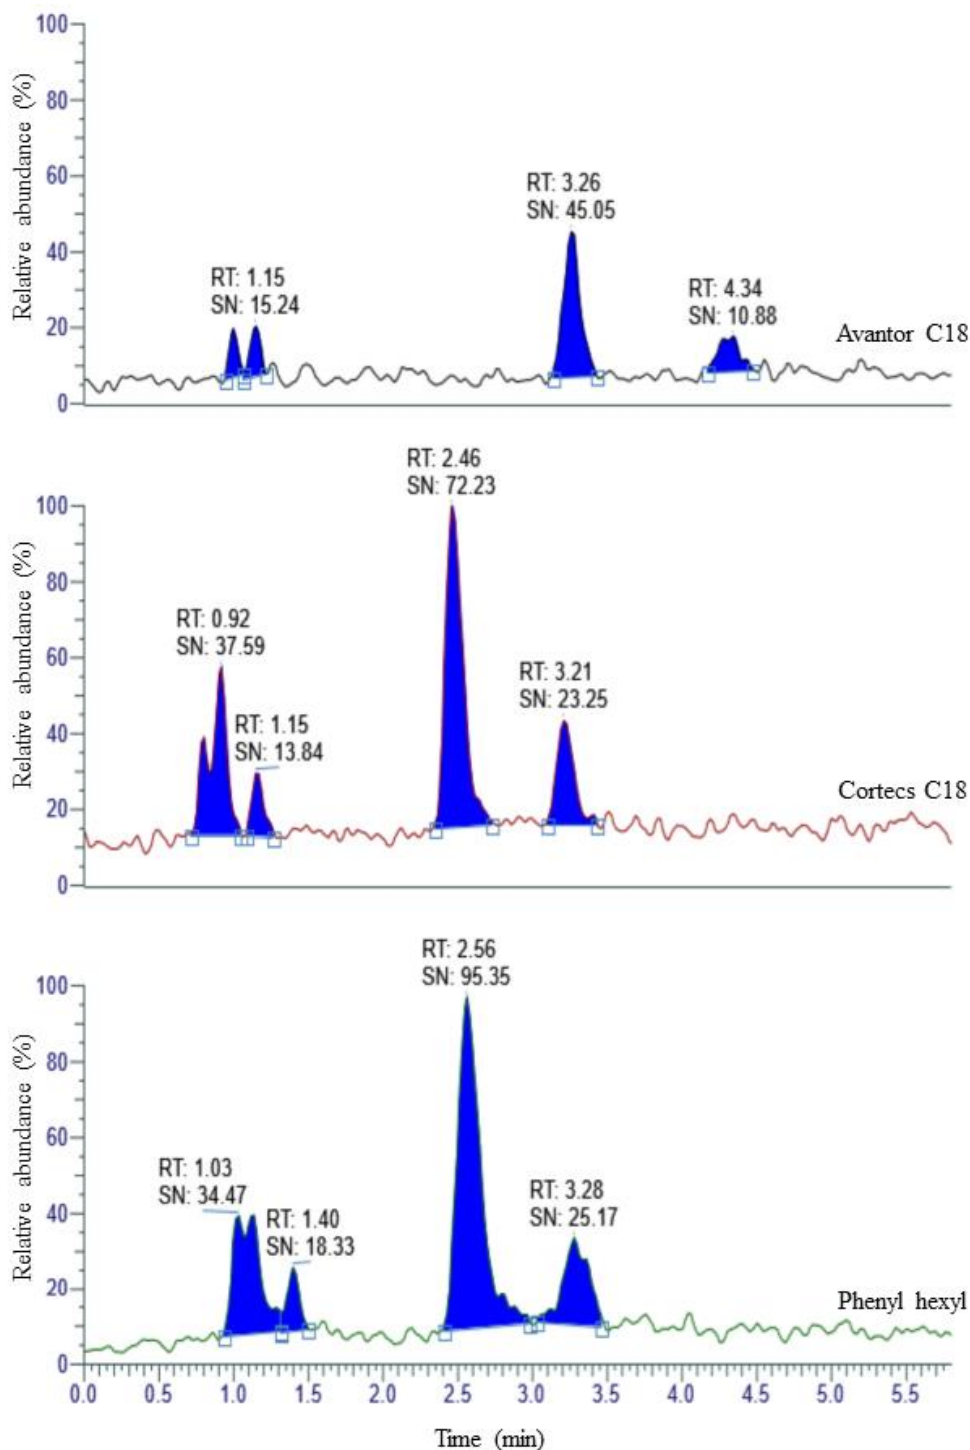 100
80
60
40
20
0
Relative abundance (%)
RT: 1.15
SN: 15.24
RT: 3.26
SN: 45.05
RT: 4.34
SN: 10.88
Avantor C18
100
80
60
40
20
0
Relative abundance (%)
RT: 0.92
SN: 37.59
RT: 1.15
SN: 13.84
RT: 2.46
SN: 72.23
RT: 3.21
SN: 23.25
Cortecs C18
100
80
60
40
20
0
Relative abundance (%)
RT: 1.03
SN: 34.47
RT: 1.40
SN: 18.33
RT: 2.56
SN: 95.35
RT: 3.28
SN: 25.17
Phenyl hexyl
0.0 0.5 1.0 1.5 2.0 2.5 3.0 3.5 4.0 4.5 5.0 5.5
Time (min)